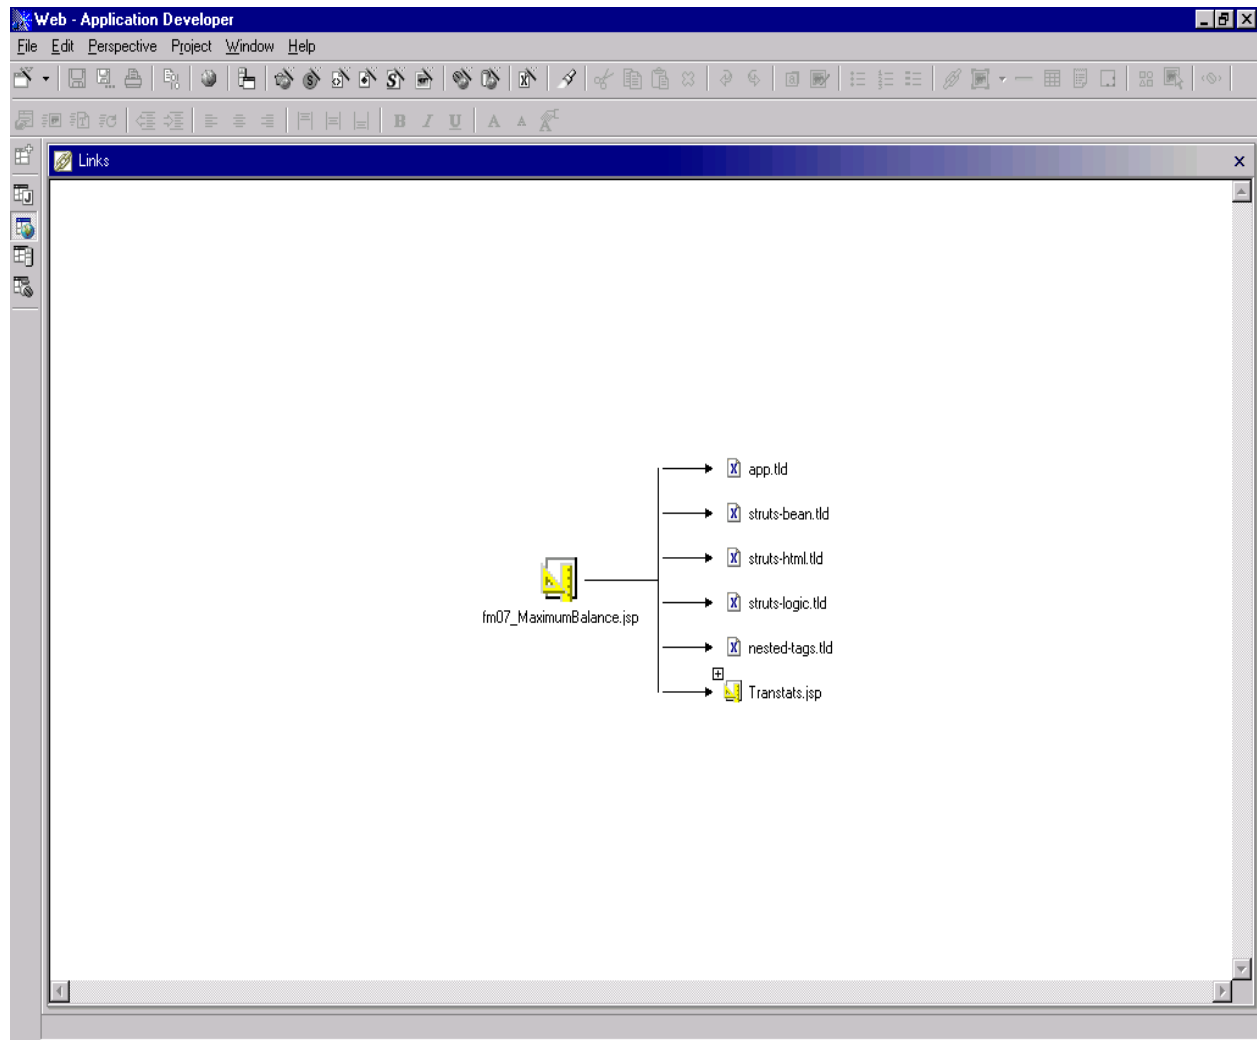 Web - Application Developer
File Edit Perspective Project Window Help
B I U A A
Links
app.tld
struts-bean.tld
struts-html.tld
fm07_MaximumBalance.jsp
struts-logic.tld
nested-tags.tld
Transtats.jsp